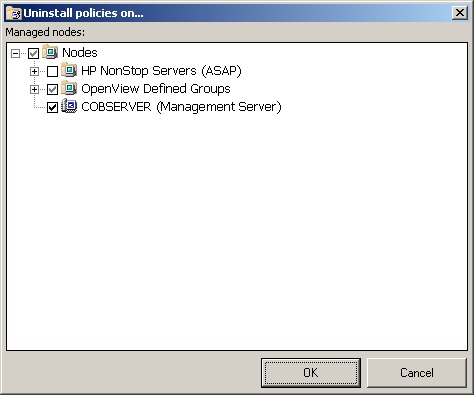 Uninstall policies on...
Managed nodes:
Nodes
HP NonStop Servers (ASAP)
OpenView Defined Groups
COBSERVER (Management Server)
OK Cancel